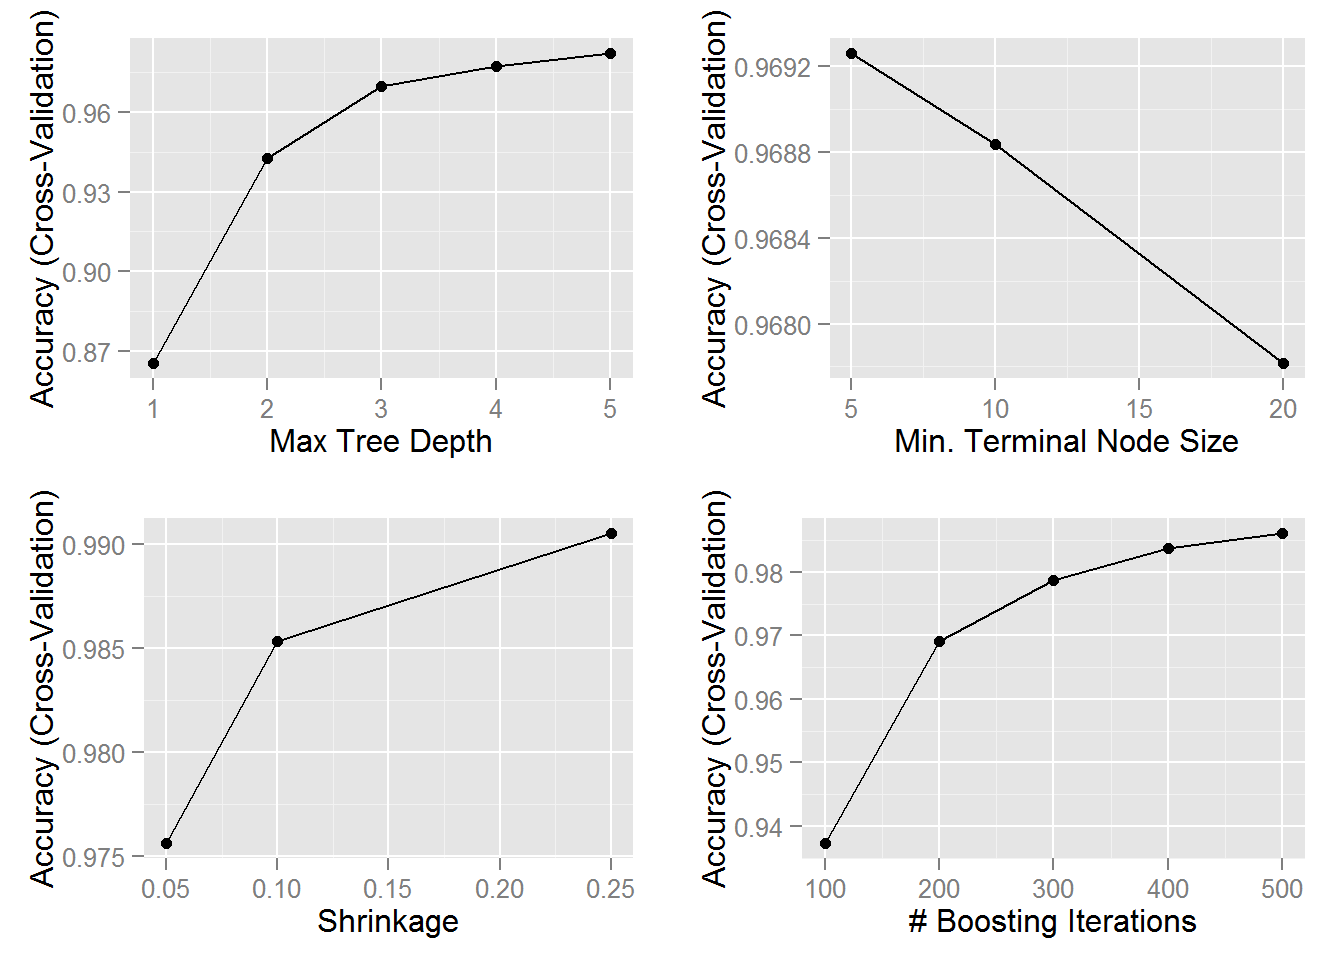 Accuracy (Cross-Validation)
0.96
0.93
0.90
0.87
1 2 3 4 5
Max Tree Depth
Accuracy (Cross-Validation)
0.9692
0.9688
0.9684
0.9680
5 10 15 20
Min. Terminal Node Size
Accuracy (Cross-Validation)
0.990
0.985
0.980
0.975
0.05 0.10 0.15 0.20 0.25
Shrinkage
Accuracy (Cross-Validation)
0.98
0.97
0.96
0.95
0.94
100 200 300 400 500
# Boosting Iterations